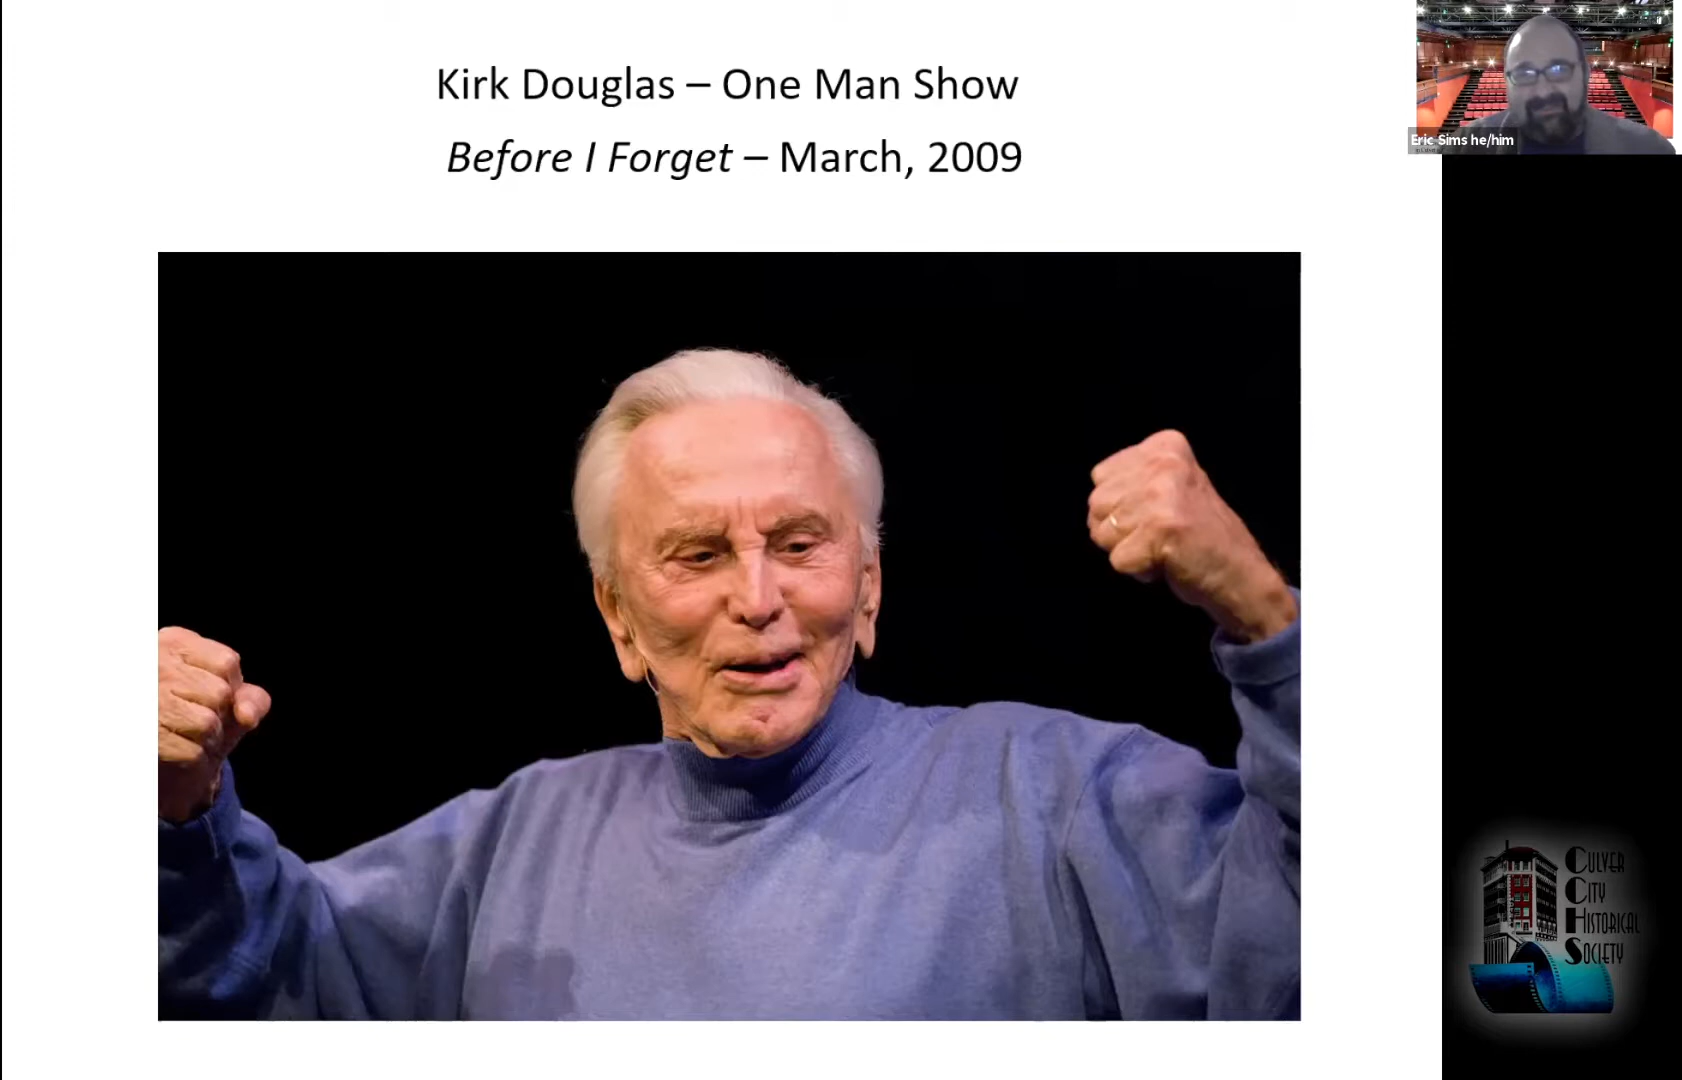 Kirk Douglas – One Man Show
Before I Forget – March, 2009
Eric Sims he/him
Culver
City
Historical
Society